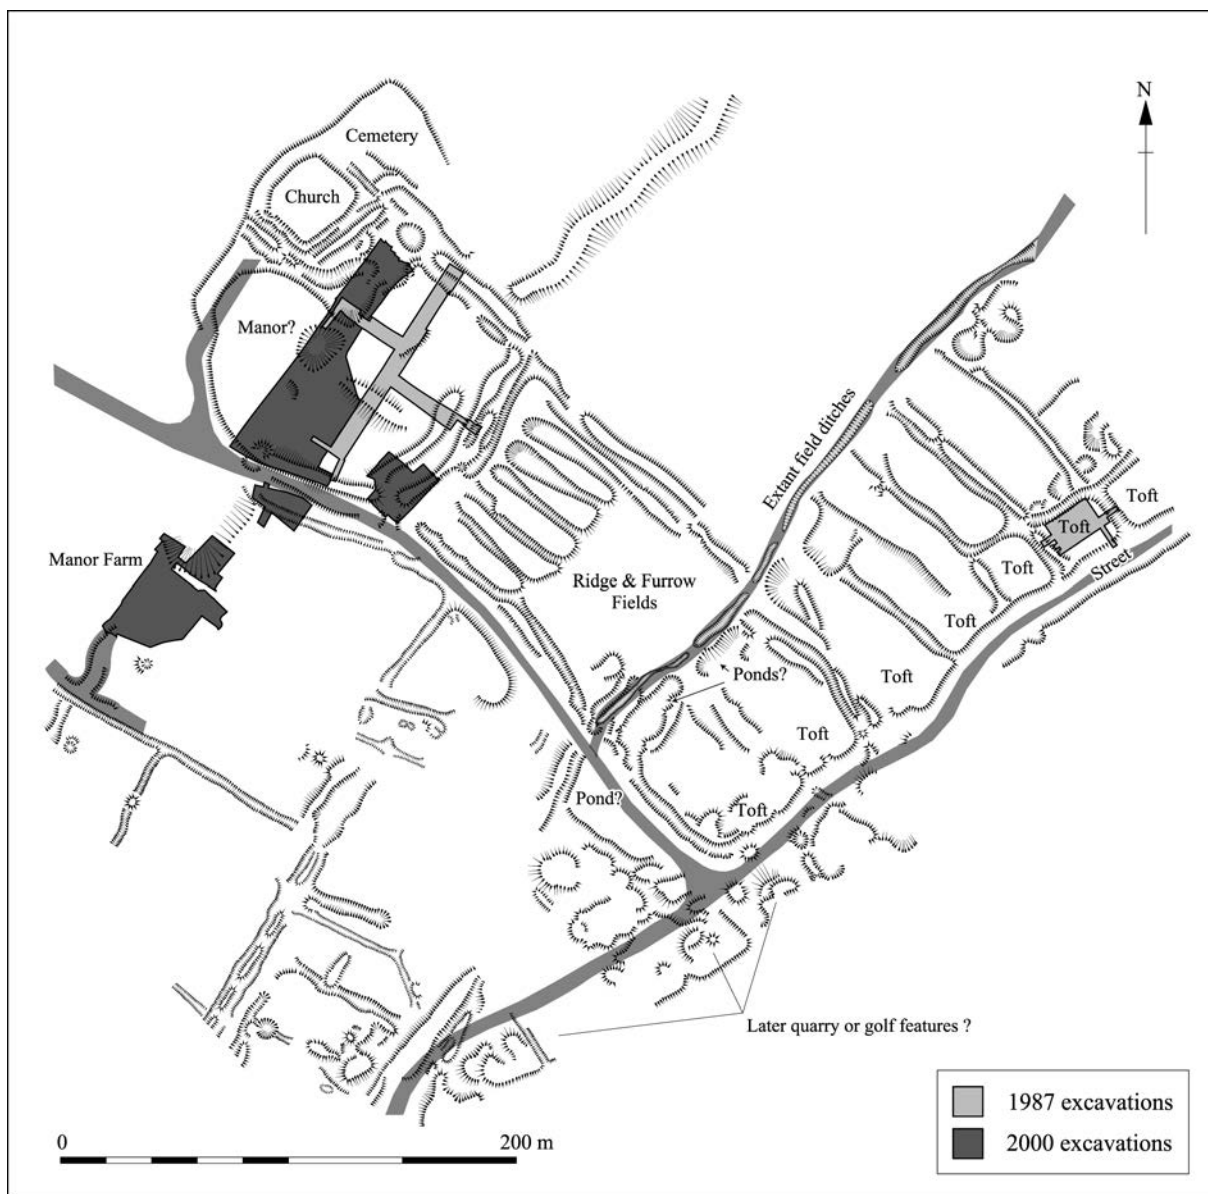 N
Cemetery
Church
Manor?
Extant field ditches
Toft
Toft
Toft
Street
Manor Farm
Ridge & Furrow
Fields
Toft
Ponds?
Toft
Toft
Pond?
Toft
Later quarry or golf features ?
1987 excavations
2000 excavations
0
200 m